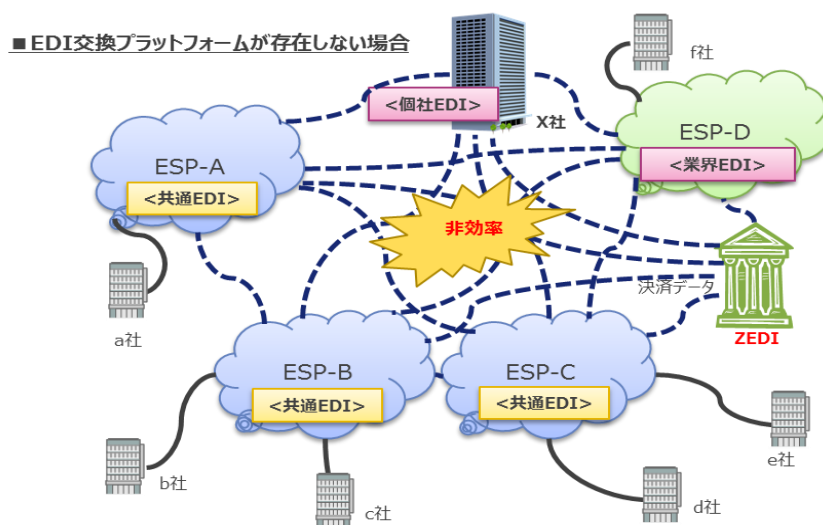 ■EDI交換プラットフォームが存在しない場合
f社
<個社EDI>
X社
ESP-D
<業界EDI>
ESP-A
<共通EDI>
非効率
決済データ
ZEDI
a社
ESP-B
<共通EDI>
ESP-C
<共通EDI>
e社
b社
c社
d社